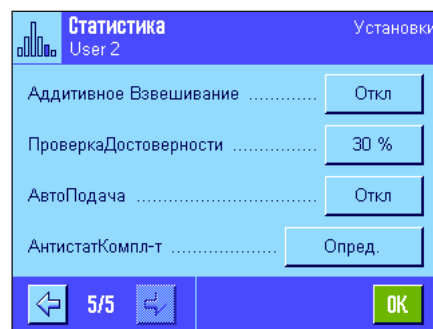 Статистика Установки
User 2
Аддитивное Взвешивание ............. Откл
ПроверкаДостоверности ............... 30 %
АвтоПодача ................................. Откл
АнтистатКомпл-т ................... Опред.
5/5 OK